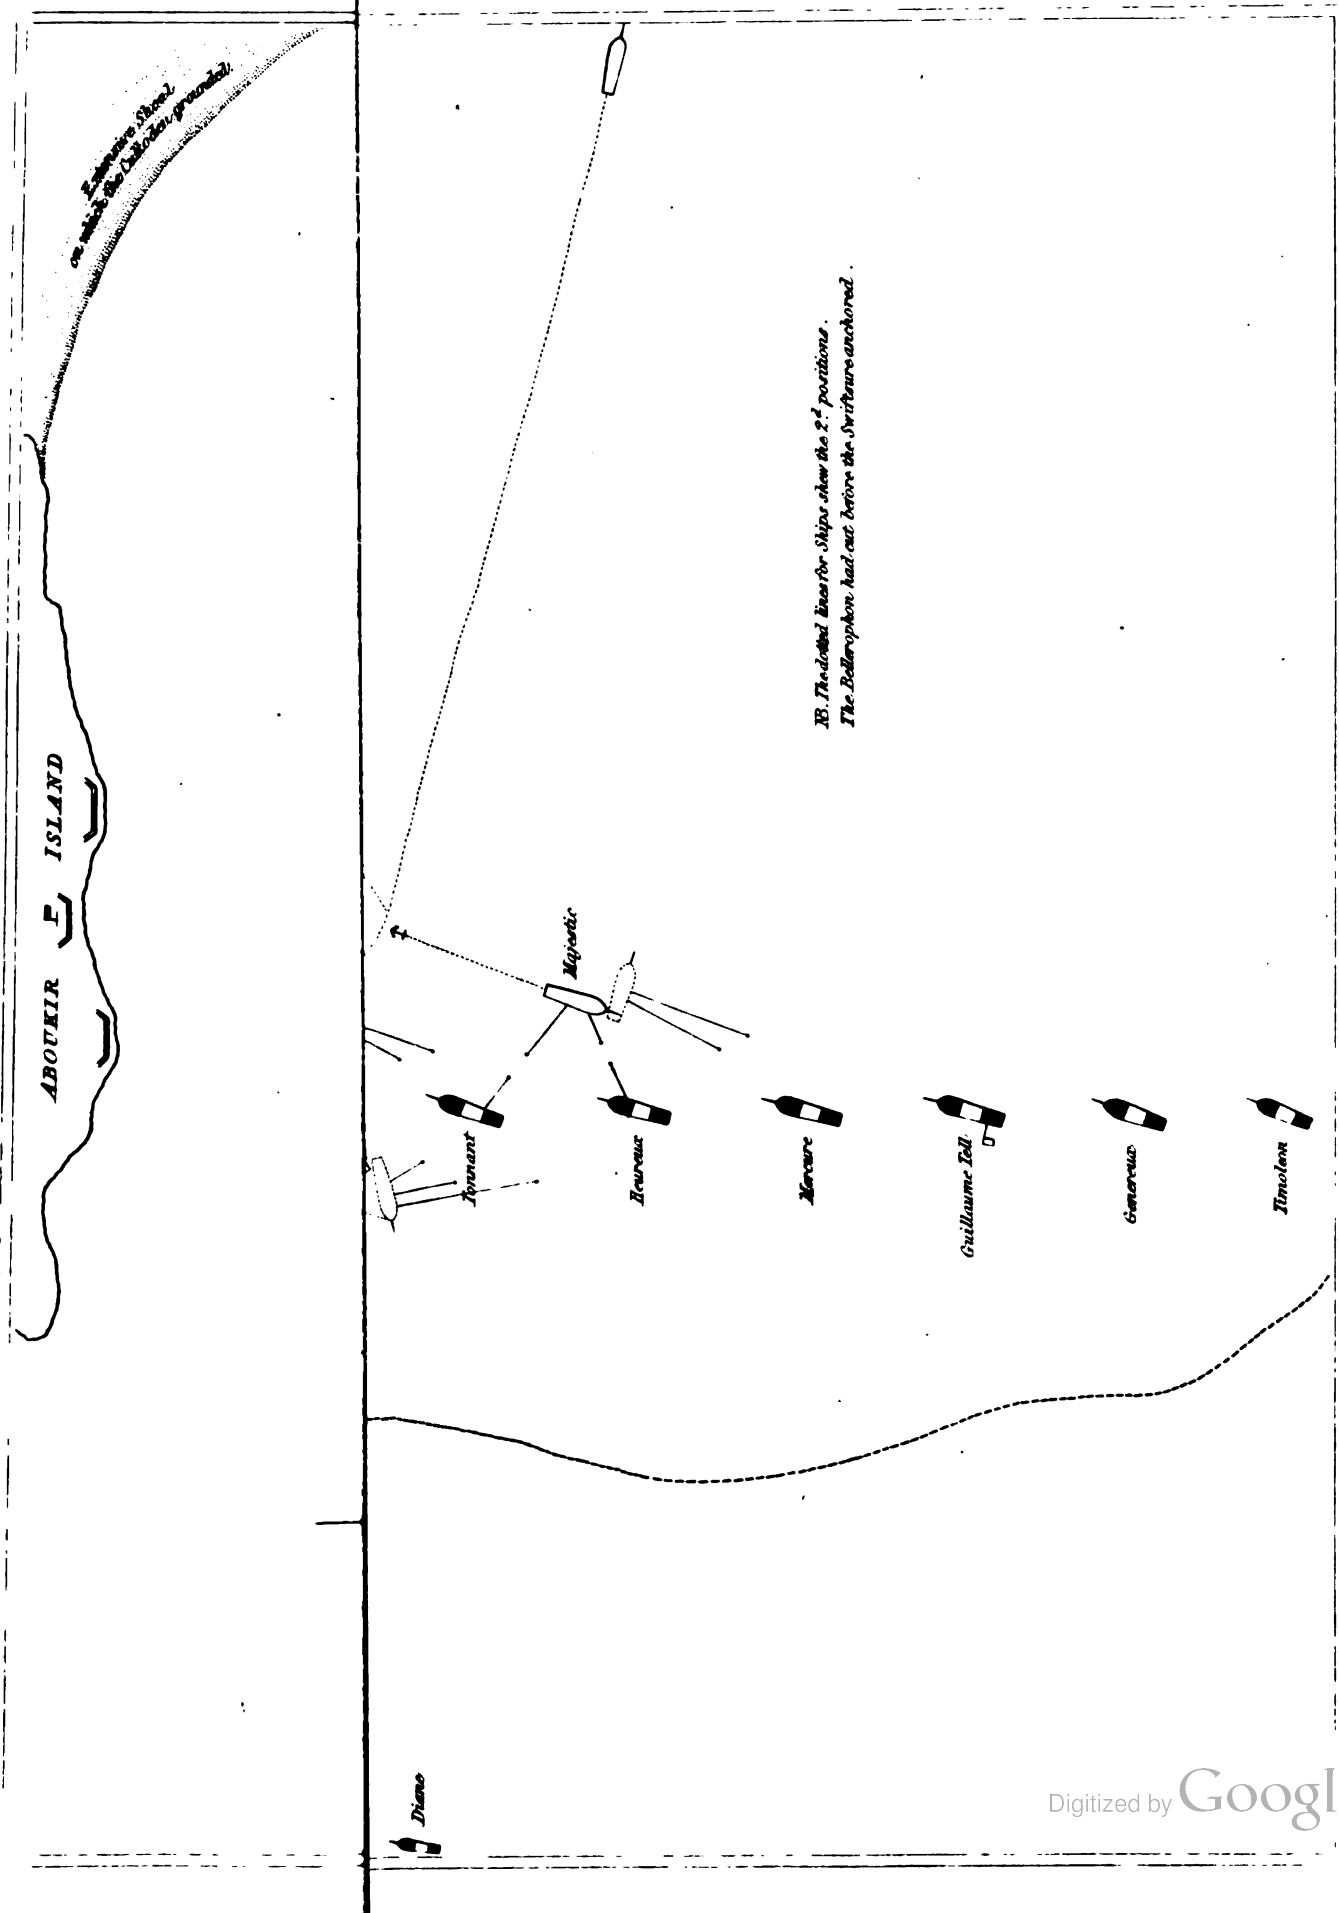 Extensive Shoal
on which the Culloden grounded.
ABOUKIR ISLAND
NB. The dotted lines for Ships shew the 2.d positions.
The Bellerophon had cut before the Swiftsure anchored.
Majestic
Tonnant
Heureux
Mercure
Guillaume Tell
Genereux
Timoleon
Diane
Digitized by Googl